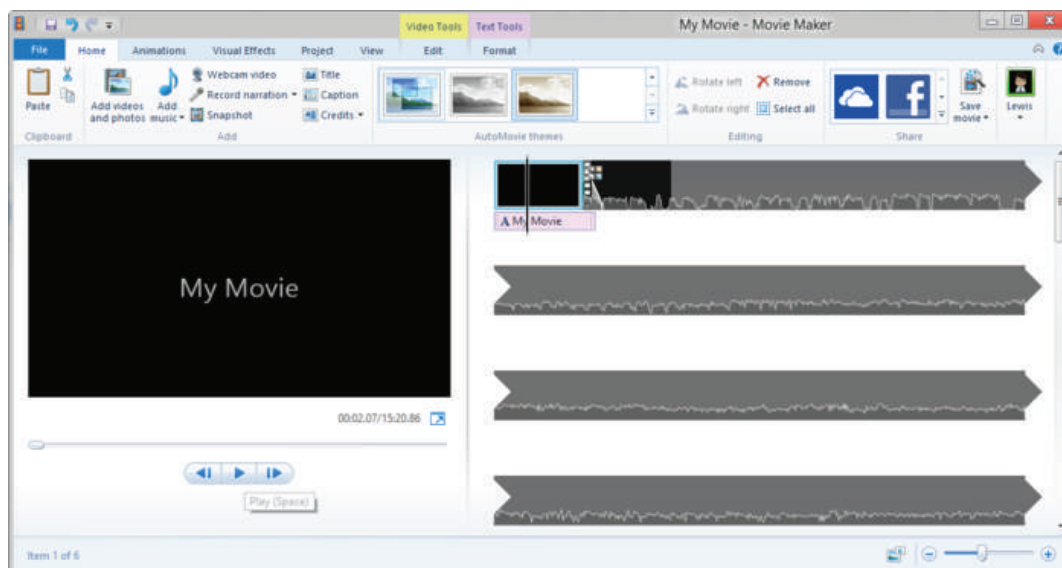 Video Tools Text Tools My Movie - Movie Maker
File Home Animations Visual Effects Project View Edit Format
Paste
Clipboard
Add videos and photos
Add music
Webcam video
Record narration
Snapshot
Title
Caption
Credits
Add
AutoMovie themes
Rotate left
Rotate right
Remove
Select all
Editing
Share
Save movie
Lewis
My Movie
00:02.07/15:20.86
Play (Space)
A My Movie
Item 1 of 6